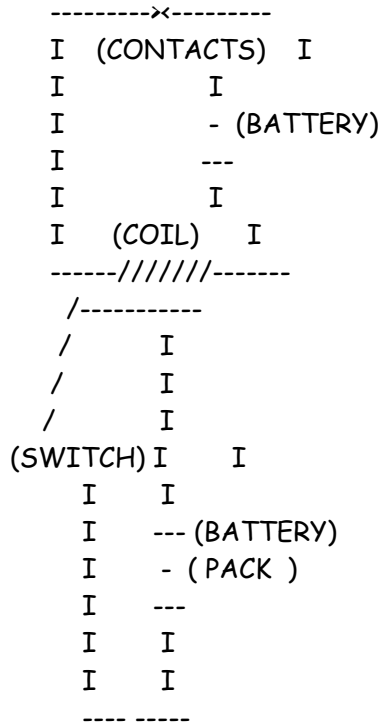 ---------><---------
I (CONTACTS) I
I I
I - (BATTERY)
I ---
I I
I (COIL) I
------///////-------
/-----------
/ I
/ I
/ I
(SWITCH) I I
I I
I --- (BATTERY)
I - ( PACK )
I ---
I I
I I
---- -----